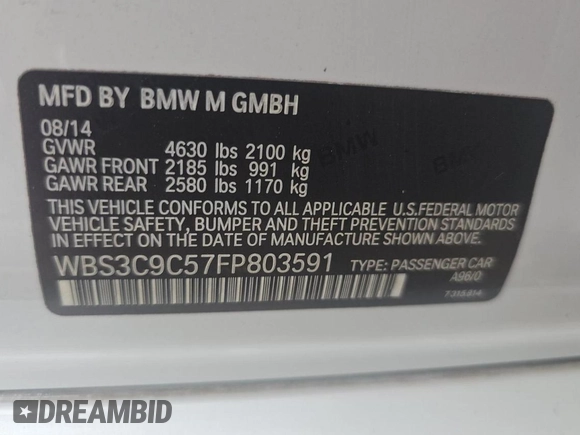 MFD BY BMW M GMBH
08/14
GVWR 4630 lbs 2100 kg
GAWR FRONT 2185 lbs 991 kg
GAWR REAR 2580 lbs 1170 kg
THIS VEHICLE CONFORMS TO ALL APPLICABLE U.S.FEDERAL MOTOR
VEHICLE SAFETY, BUMPER AND THEFT PREVENTION STANDARDS
IN EFFECT ON THE DATE OF MANUFACTURE SHOWN ABOVE.
WBS3C9C57FP803591 TYPE: PASSENGER CAR
A96/0
DREAMBID